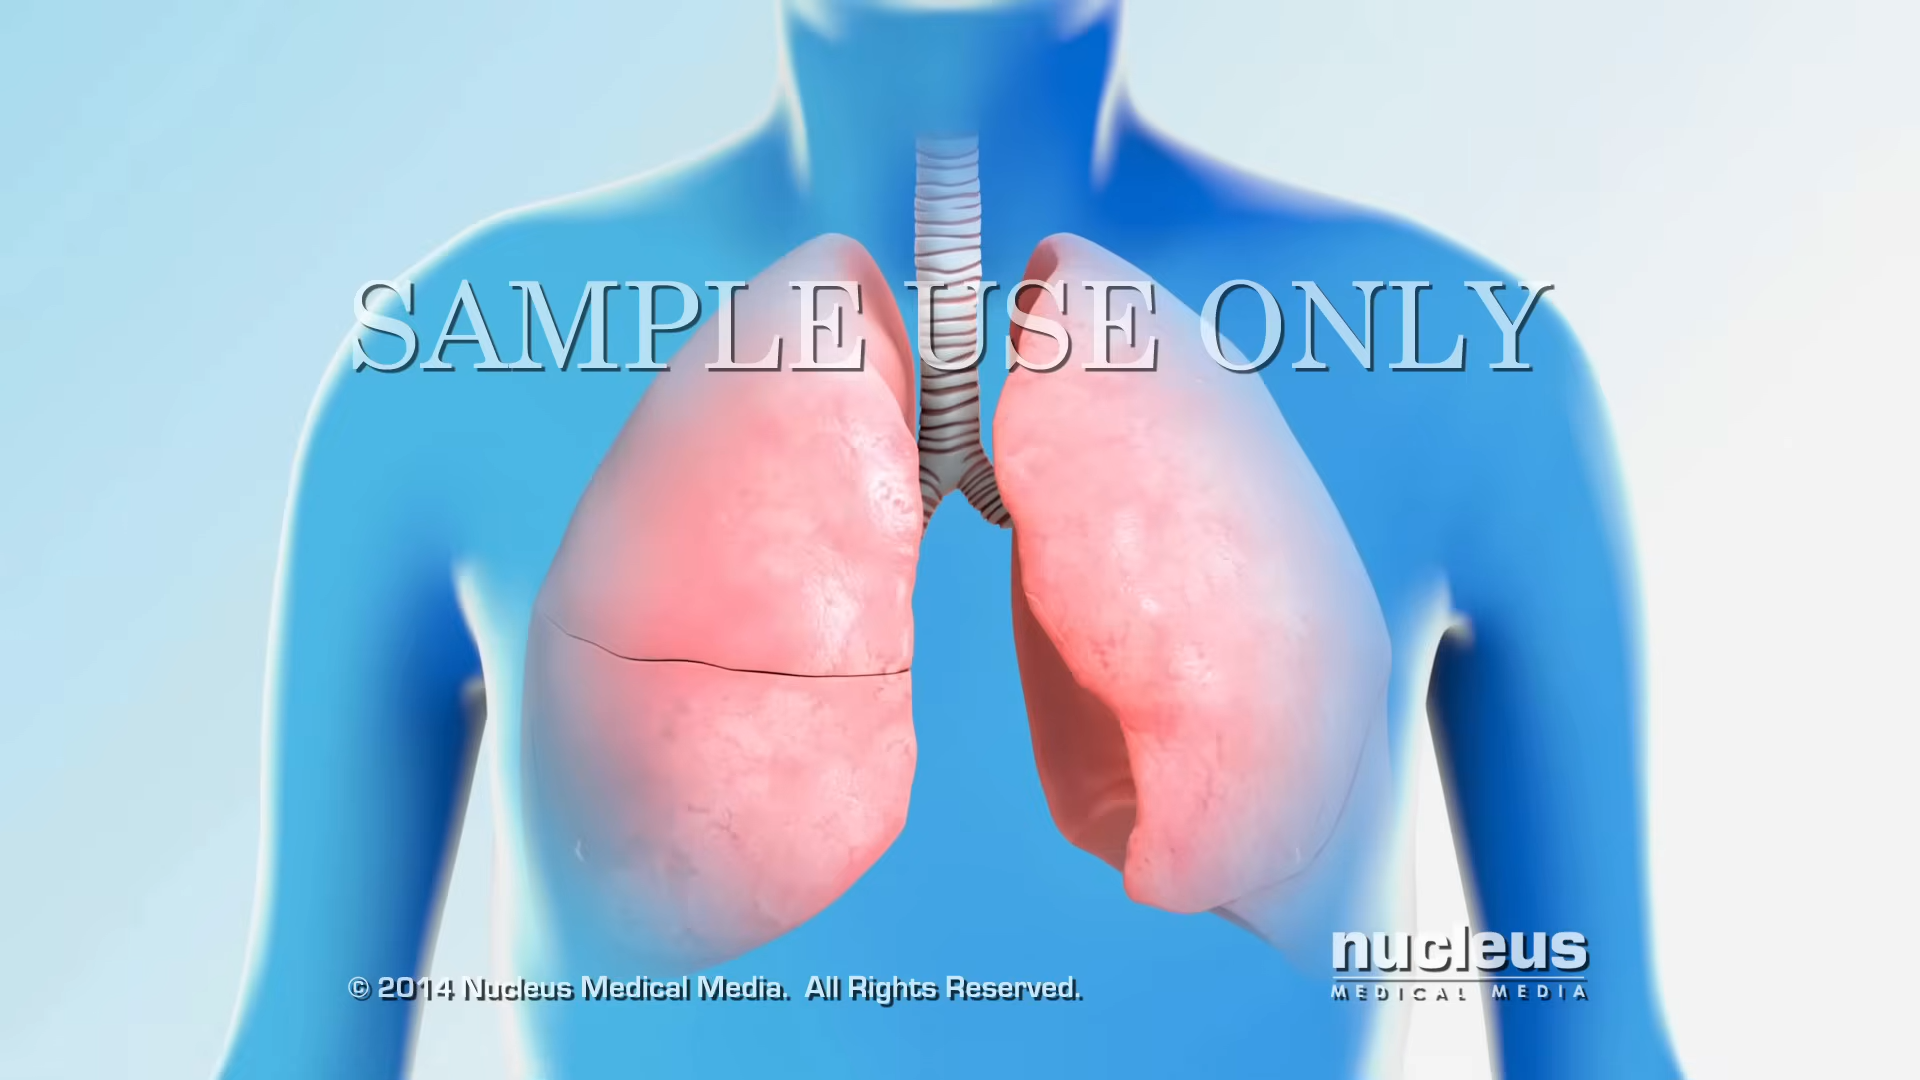 SAMPLE USE ONLY
nucleus
MEDICAL MEDIA
© 2014 Nucleus Medical Media. All Rights Reserved.